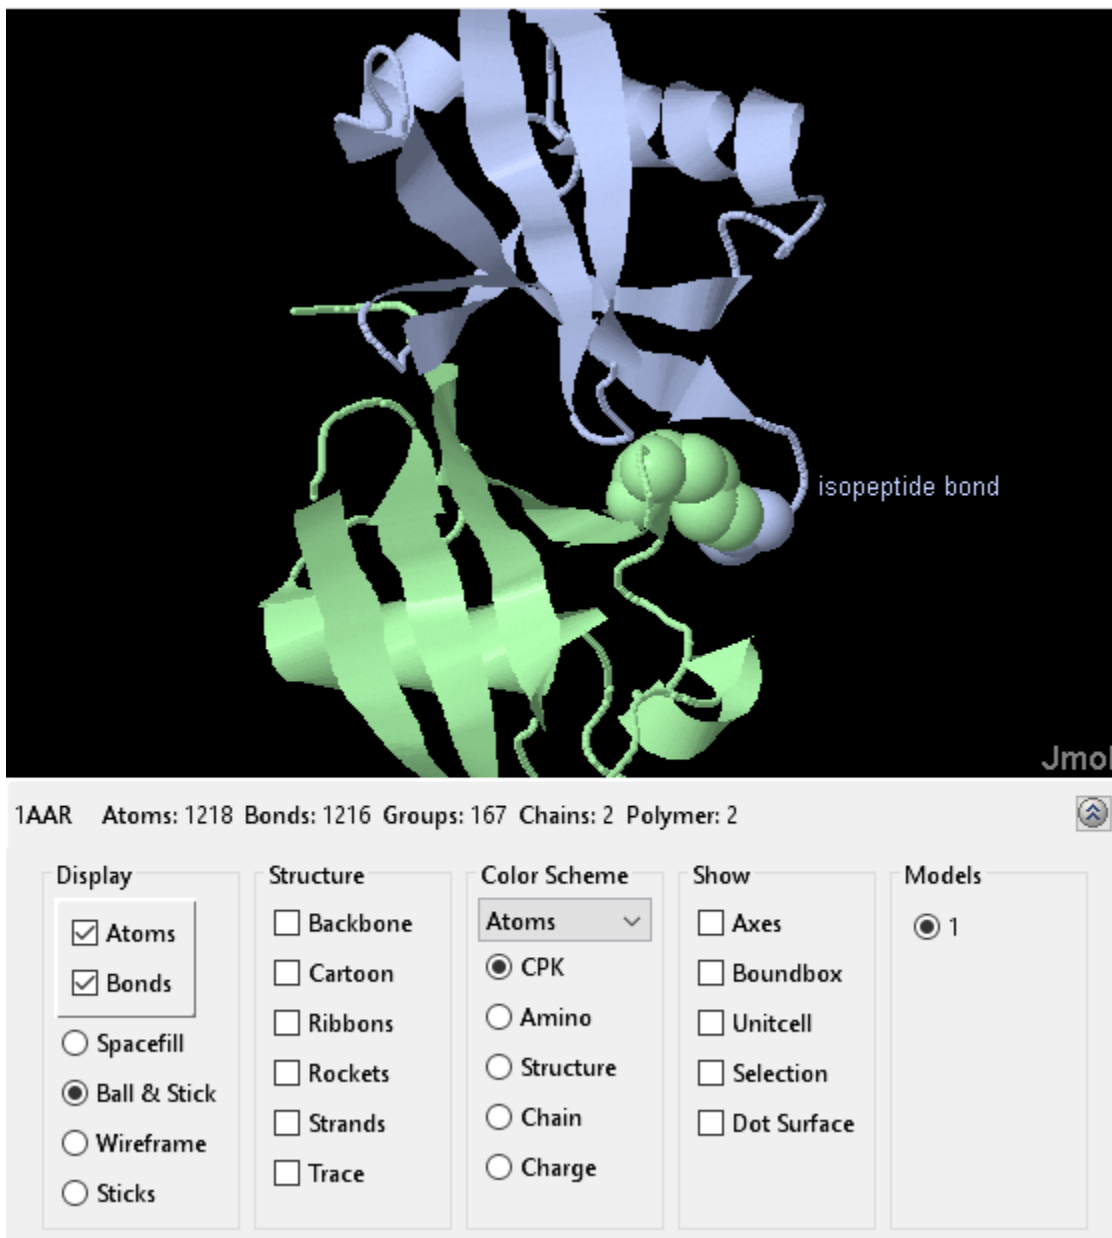 isopeptide bond
Jmol
1AAR Atoms: 1218 Bonds: 1216 Groups: 167 Chains: 2 Polymer: 2
Display
Atoms
Bonds
Spacefill
Ball & Stick
Wireframe
Sticks
Structure
Backbone
Cartoon
Ribbons
Rockets
Strands
Trace
Color Scheme
Atoms
CPK
Amino
Structure
Chain
Charge
Show
Axes
Boundbox
Unitcell
Selection
Dot Surface
Models
1